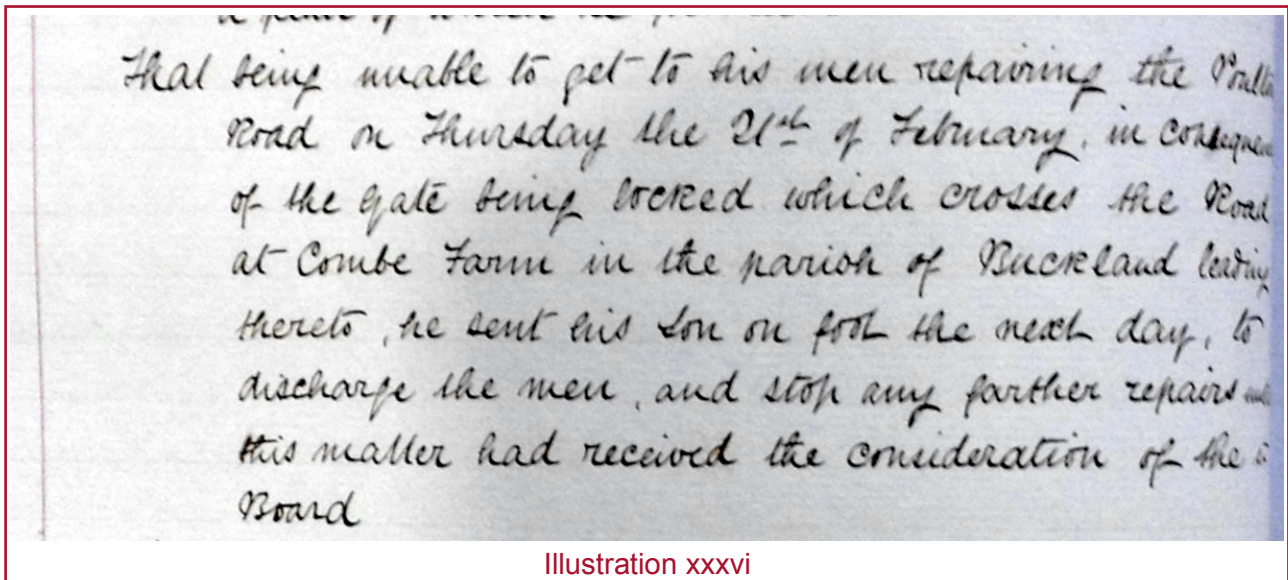 That being unable to get to his men repairing the
Road on Thursday the 21st of February, in consequence
of the Gate being locked which crosses the Road
at Combe Farm in the parish of Buckland leading
thereto, he sent his Son on foot the next day, to
discharge the men, and stop any farther repairs
this matter had received the consideration of the
Board
Illustration xxxvi